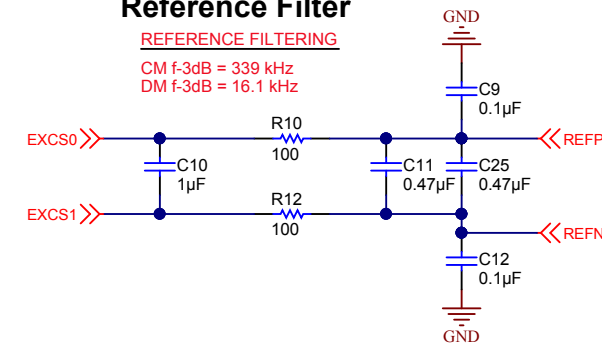 Reference Filter
REFERENCE FILTERING
CM f-3dB = 339 kHz
DM f-3dB = 16.1 kHz
GND
C9
0.1µF
EXCS0
R10
100
REFP
C10
1µF
C11
0.47µF
C25
0.47µF
EXCS1
R12
100
REFN
C12
0.1µF
GND